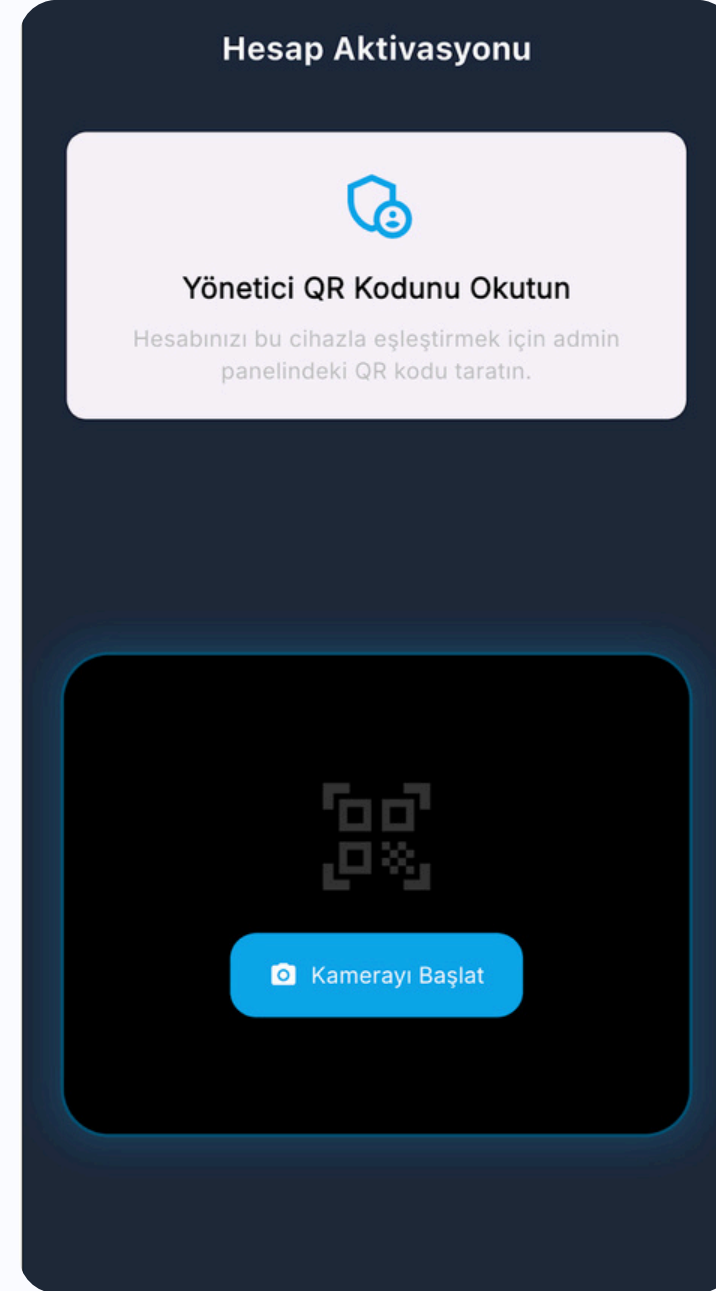 Hesap Aktivasyonu
Yönetici QR Kodunu Okutun
Hesabınızı bu cihazla eşleştirmek için admin
panelindeki QR kodu taratın.
Kamerayı Başlat